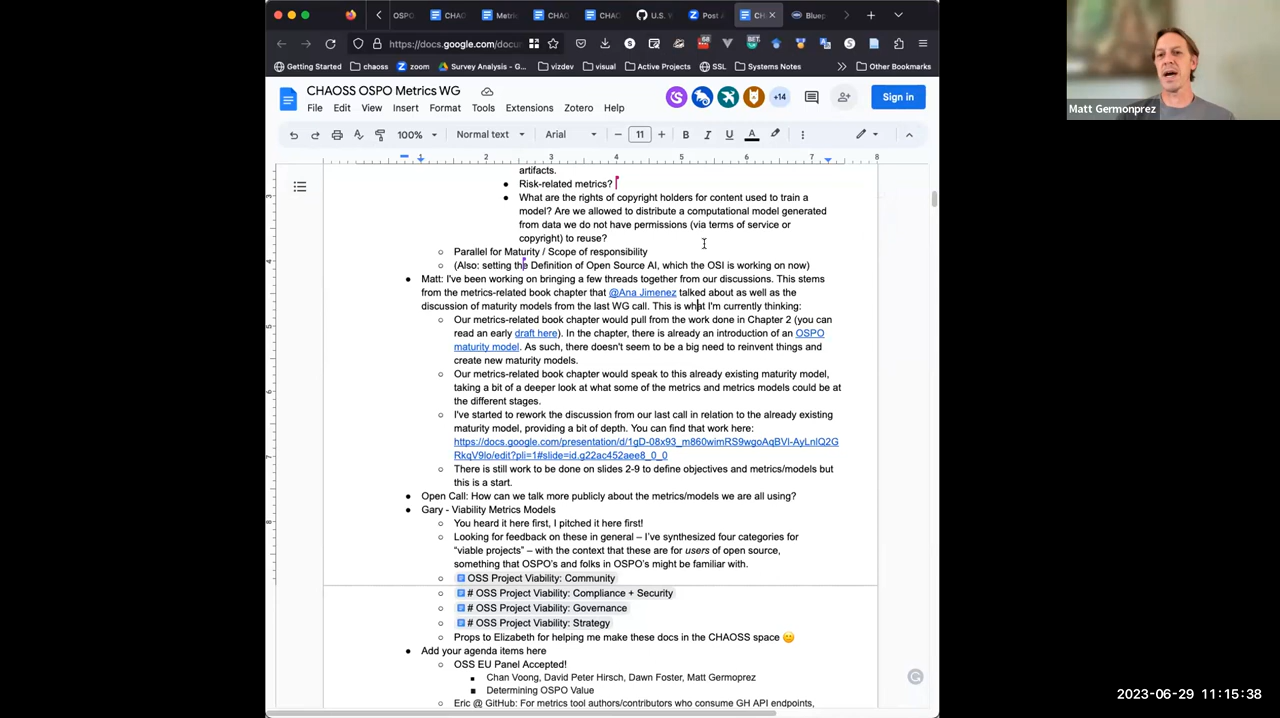 OSPO
CHAO
Metric
CHAO
CHAO
U.S. W
Post A
CH
Bluep
https://docs.google.com/docu
68
Getting Started
chaoss
zoom
Survey Analysis - G...
vizdev
visual
Active Projects
SSL
Systems Notes
Other Bookmarks
CHAOSS OSPO Metrics WG
File Edit View Insert Format Tools Extensions Zotero Help
+14
Sign in
100%
Normal text
Arial
11
B I U A
2 3 4 5 6 7 8
artifacts.
Risk-related metrics?
What are the rights of copyright holders for content used to train a
model? Are we allowed to distribute a computational model generated
from data we do not have permissions (via terms of service or
copyright) to reuse?
Parallel for Maturity / Scope of responsibility
(Also: setting the Definition of Open Source AI, which the OSI is working on now)
Matt: I've been working on bringing a few threads together from our discussions. This stems
from the metrics-related book chapter that @Ana Jimenez talked about as well as the
discussion of maturity models from the last WG call. This is what I'm currently thinking:
Our metrics-related book chapter would pull from the work done in Chapter 2 (you can
read an early draft here). In the chapter, there is already an introduction of an OSPO
maturity model. As such, there doesn't seem to be a big need to reinvent things and
create new maturity models.
Our metrics-related book chapter would speak to this already existing maturity model,
taking a bit of a deeper look at what some of the metrics and metrics models could be at
the different stages.
I've started to rework the discussion from our last call in relation to the already existing
maturity model, providing a bit of depth. You can find that work here:
https://docs.google.com/presentation/d/1gD-08x93_m860wimRS9wgoAqBVl-AyLnlQ2G
RkqV9lo/edit?pli=1#slide=id.g22ac452aee8_0_0
There is still work to be done on slides 2-9 to define objectives and metrics/models but
this is a start.
Open Call: How can we talk more publicly about the metrics/models we are all using?
Gary - Viability Metrics Models
You heard it here first, I pitched it here first!
Looking for feedback on these in general – I've synthesized four categories for
“viable projects” – with the context that these are for users of open source,
something that OSPO's and folks in OSPO's might be familiar with.
OSS Project Viability: Community
# OSS Project Viability: Compliance + Security
# OSS Project Viability: Governance
# OSS Project Viability: Strategy
Props to Elizabeth for helping me make these docs in the CHAOSS space 🙂
Add your agenda items here
OSS EU Panel Accepted!
Chan Voong, David Peter Hirsch, Dawn Foster, Matt Germoprez
Determining OSPO Value
Eric @ GitHub: For metrics tool authors/contributors who consume GH API endpoints,
Matt Germonprez
2023-06-29 11:15:38